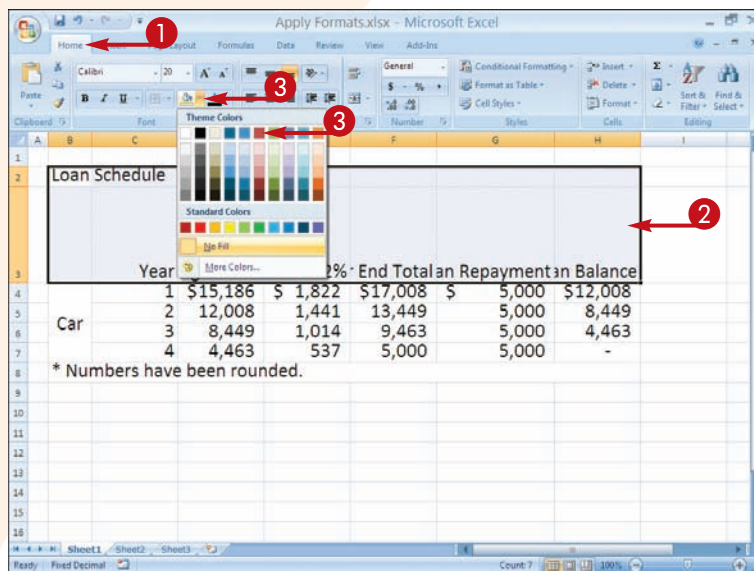 Apply Formats.xlsx - Microsoft Excel
Home Layout Formulas Data Review View Add-Ins
Paste Calibri 20 A A General Conditional Formatting Insert Σ
B I U $ % , Format as Table Delete Sort & Filter Find & Select
Cell Styles Format
Clipboard Font Number Styles Cells Editing
1
2
3
3
Theme Colors
Standard Colors
No Fill
More Colors...
A B C F G H I
1
2 Loan Schedule
3 Year 2% End Total an Repayment an Balance
4 1 $15,186 $ 1,822 $17,008 $ 5,000 $12,008
5 2 12,008 1,441 13,449 5,000 8,449
Car
6 3 8,449 1,014 9,463 5,000 4,463
7 4 4,463 537 5,000 5,000 -
8 * Numbers have been rounded.
9
10
11
12
13
14
15
16
Sheet1 Sheet2 Sheet3
Ready Fixed Decimal Count: 7 100%